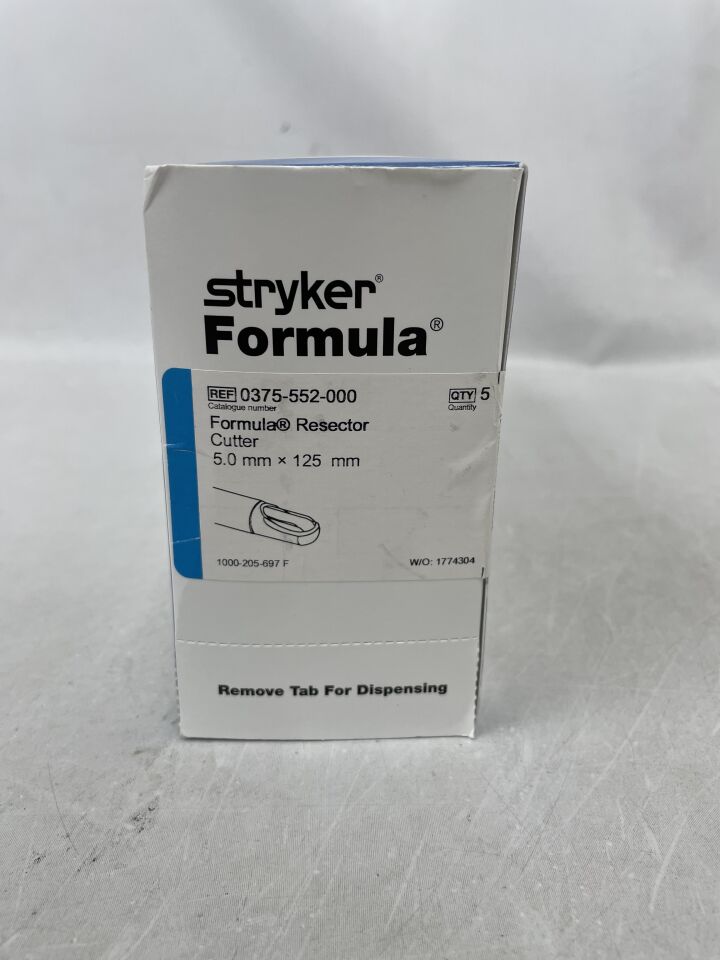 stryker®
Formula®
REF 0375-552-000
Catalogue number
QTY 5
Quantity
Formula® Resector
Cutter
5.0 mm × 125 mm
1000-205-697 F
W/O: 1774304
Remove Tab For Dispensing